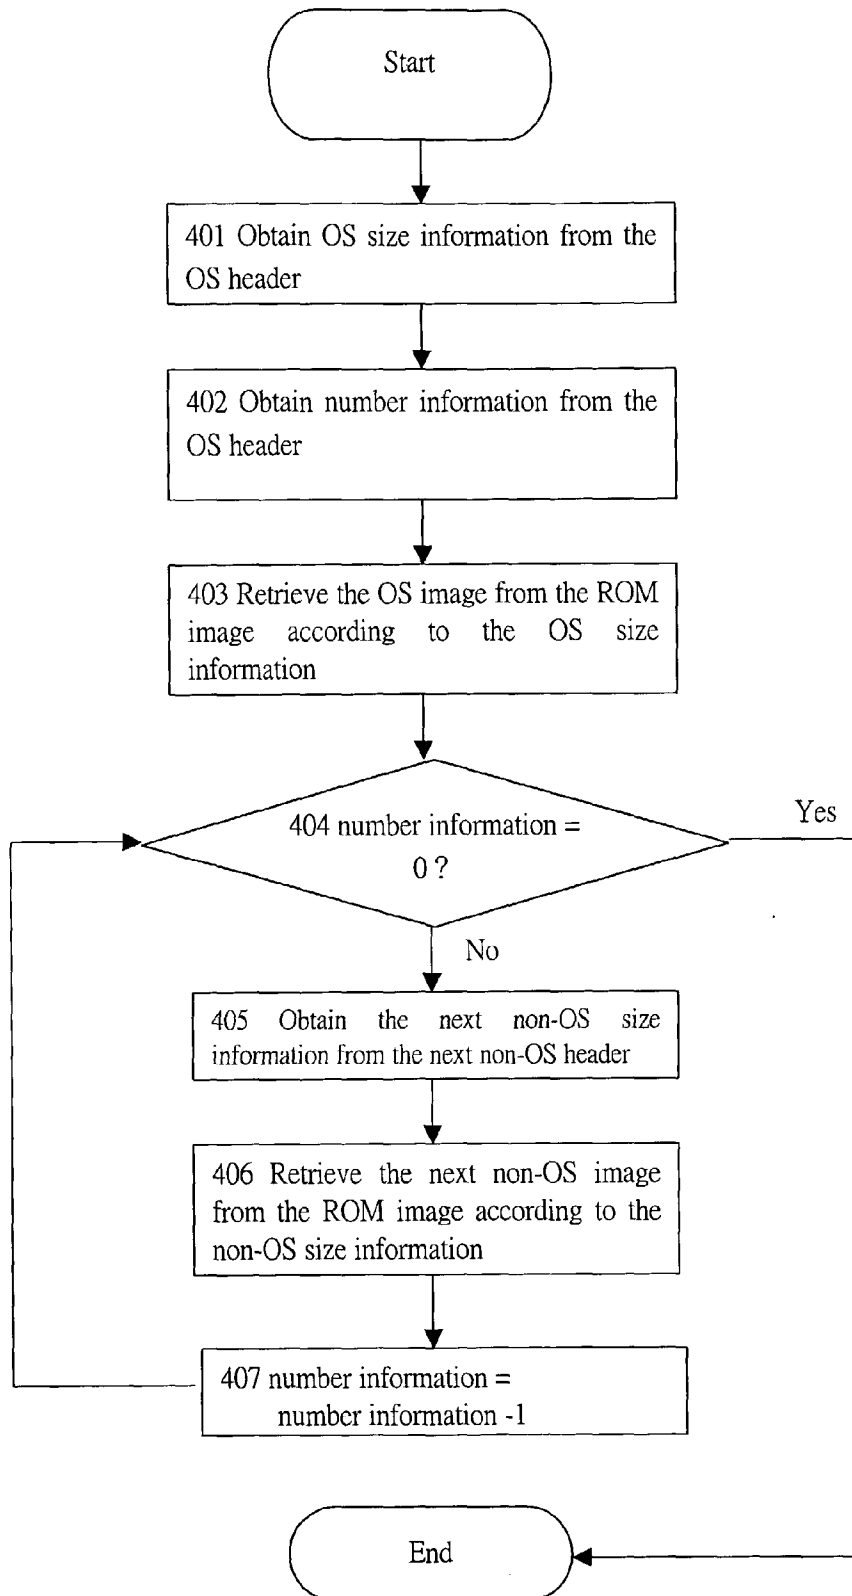 Start
401 Obtain OS size information from the
OS header
402 Obtain number information from the
OS header
403 Retrieve the OS image from the ROM
image according to the OS size
information
404 number information =
0 ?
Yes
No
405 Obtain the next non-OS size
information from the next non-OS header
406 Retrieve the next non-OS image
from the ROM image according to the
non-OS size information
407 number information =
number information -1
End